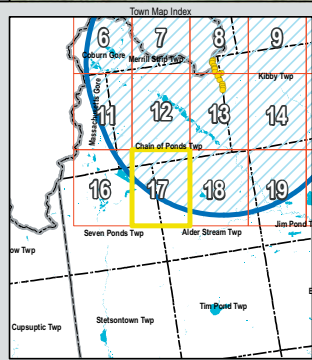 Town Map Index
6
7
8
9
Coburn Gore
Merrill Strip Twp
Kibby Twp
Massachusetts Gore
11
12
13
14
Chain of Ponds Twp
16
17
18
19
Jim Pond T
Seven Ponds Twp
Alder Stream Twp
ow Twp
Tim Pond Twp
Stetsontown Twp
Cupsuptic Twp